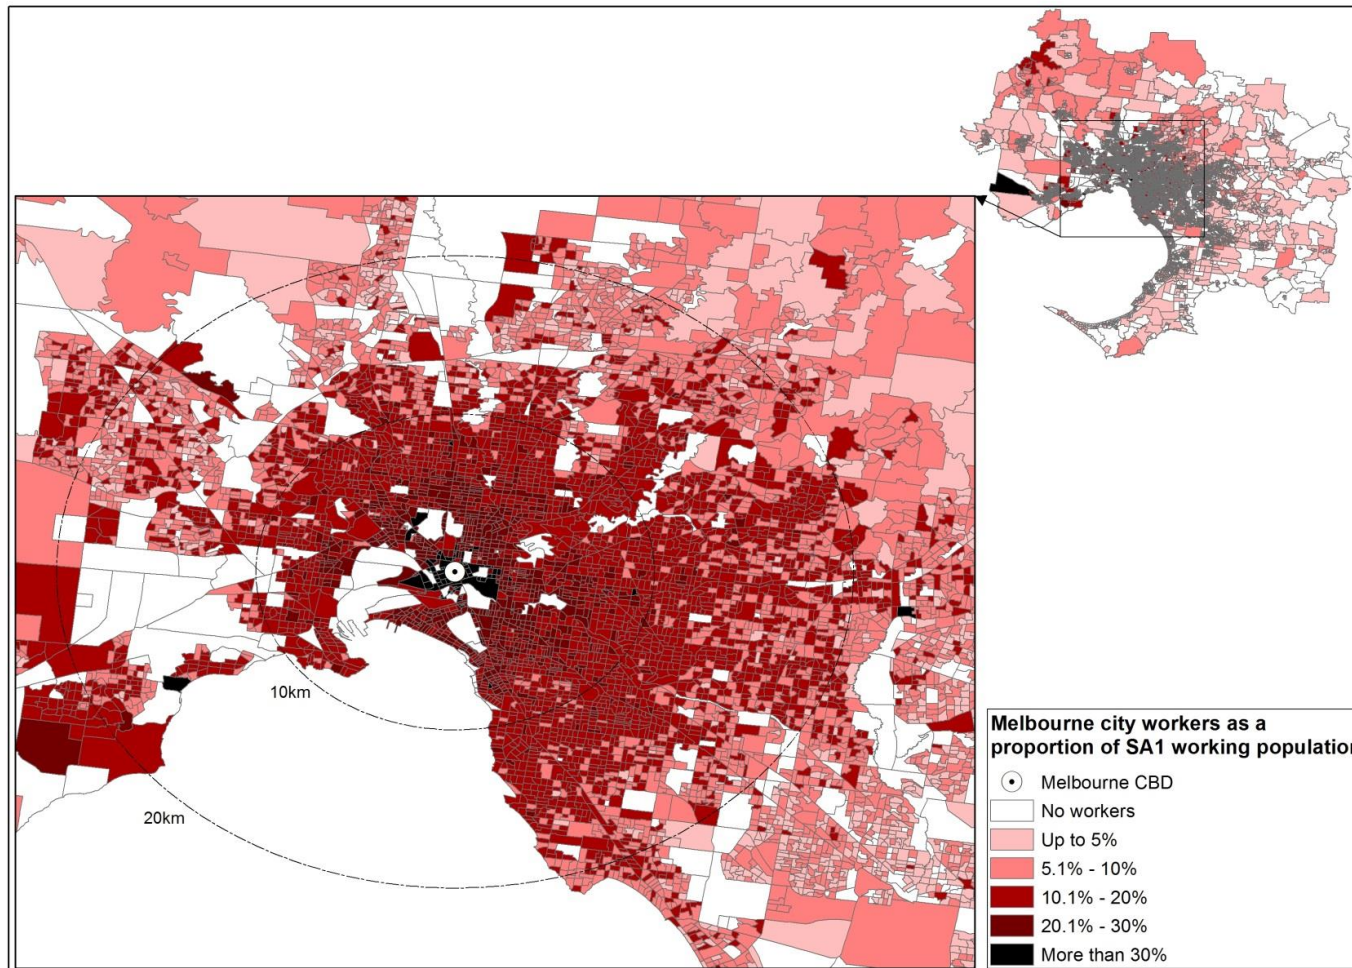 10km
20km
Melbourne city workers as a
proportion of SA1 working population
Melbourne CBD
No workers
Up to 5%
5.1% - 10%
10.1% - 20%
20.1% - 30%
More than 30%